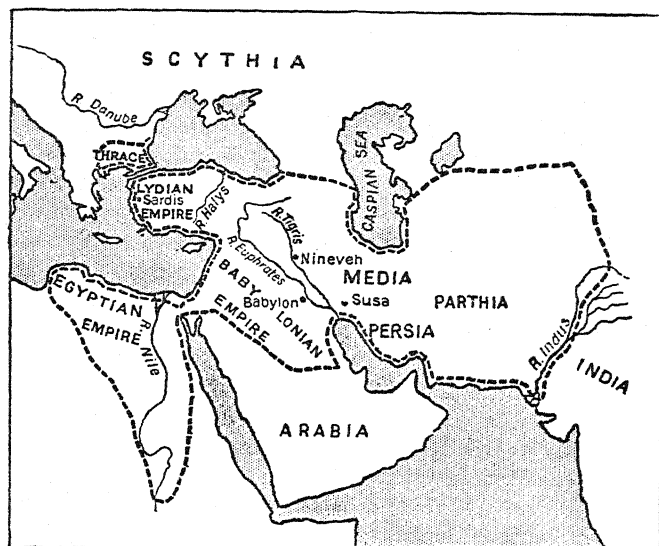 SCYTHIA
R. Danube
THRACE
CASPIAN SEA
LYDIAN
Sardis
EMPIRE
R. Halys
R. Tigris
R. Euphrates
Nineveh
MEDIA
BABY
LONIAN
EMPIRE
Babylon
Susa
PARTHIA
PERSIA
EGYPTIAN
EMPIRE
R. Nile
R. Indus
INDIA
ARABIA